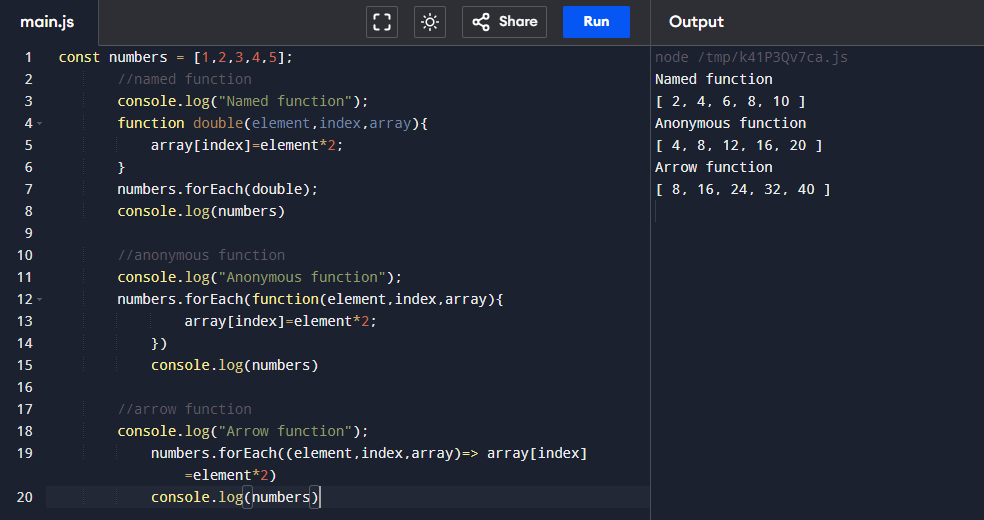 main.js Share Run Output
1 const numbers = [1,2,3,4,5];
2 //named function
3 console.log("Named function");
4 function double(element,index,array){
5 array[index]=element*2;
6 }
7 numbers.forEach(double);
8 console.log(numbers)
9
10 //anonymous function
11 console.log("Anonymous function");
12 numbers.forEach(function(element,index,array){
13 array[index]=element*2;
14 })
15 console.log(numbers)
16
17 //arrow function
18 console.log("Arrow function");
19 numbers.forEach((element,index,array)=> array[index]
=element*2)
20 console.log(numbers)
node /tmp/k41P3Qv7ca.js
Named function
[ 2, 4, 6, 8, 10 ]
Anonymous function
[ 4, 8, 12, 16, 20 ]
Arrow function
[ 8, 16, 24, 32, 40 ]